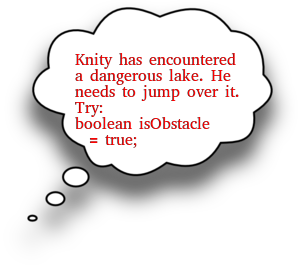 Knity has encountered
a dangerous lake. He
needs to jump over it.
Try:
boolean isObstacle
= true;